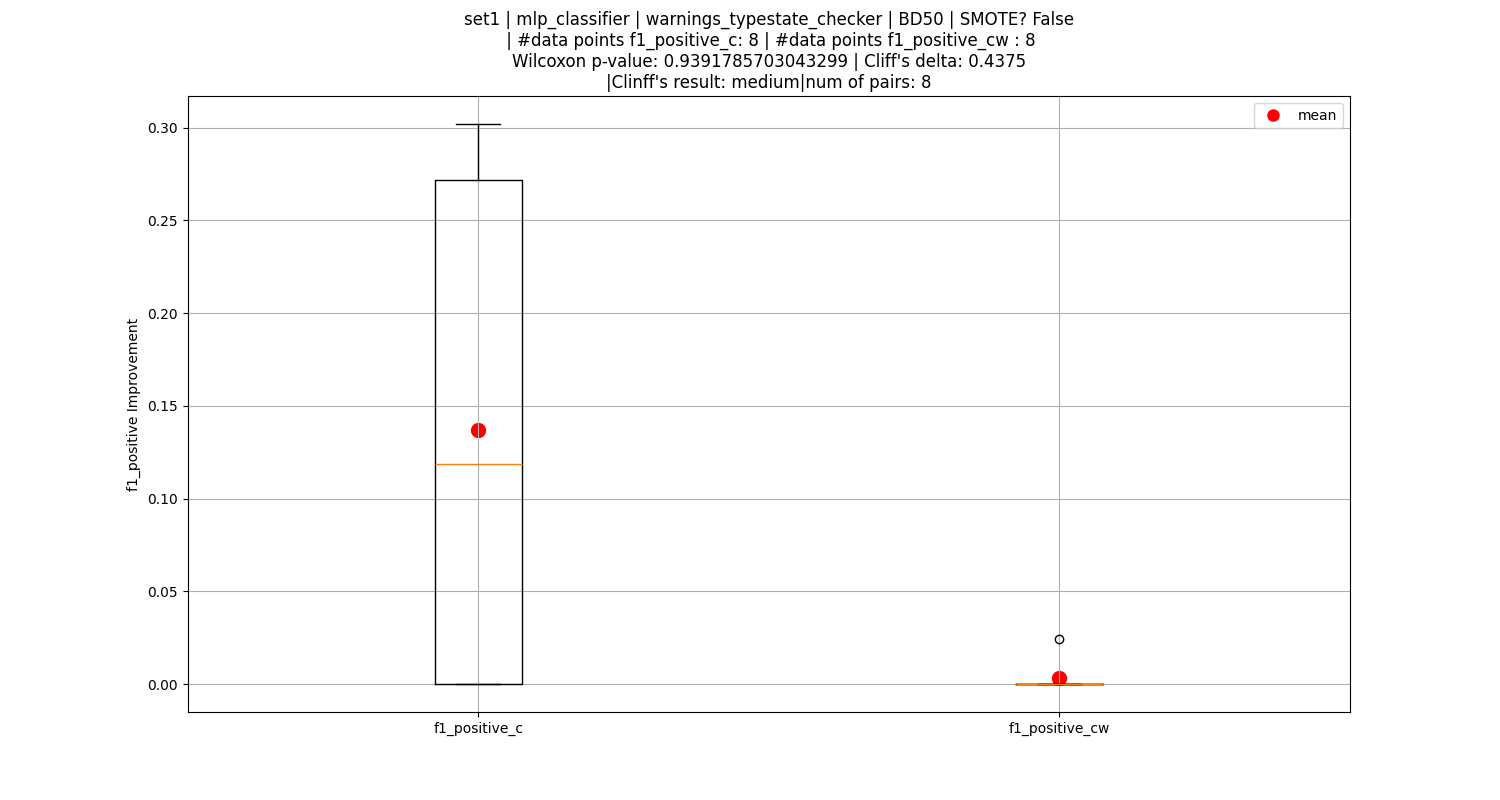 set1 | mlp_classifier | warnings_typestate_checker | BD50 | SMOTE? False
| #data points f1_positive_c: 8 | #data points f1_positive_cw : 8
Wilcoxon p-value: 0.9391785703043299 | Cliff's delta: 0.4375
|Clinff's result: medium|num of pairs: 8
mean
0.30
0.25
0.20
0.15
0.10
0.05
0.00
f1_positive Improvement
f1_positive_c
f1_positive_cw